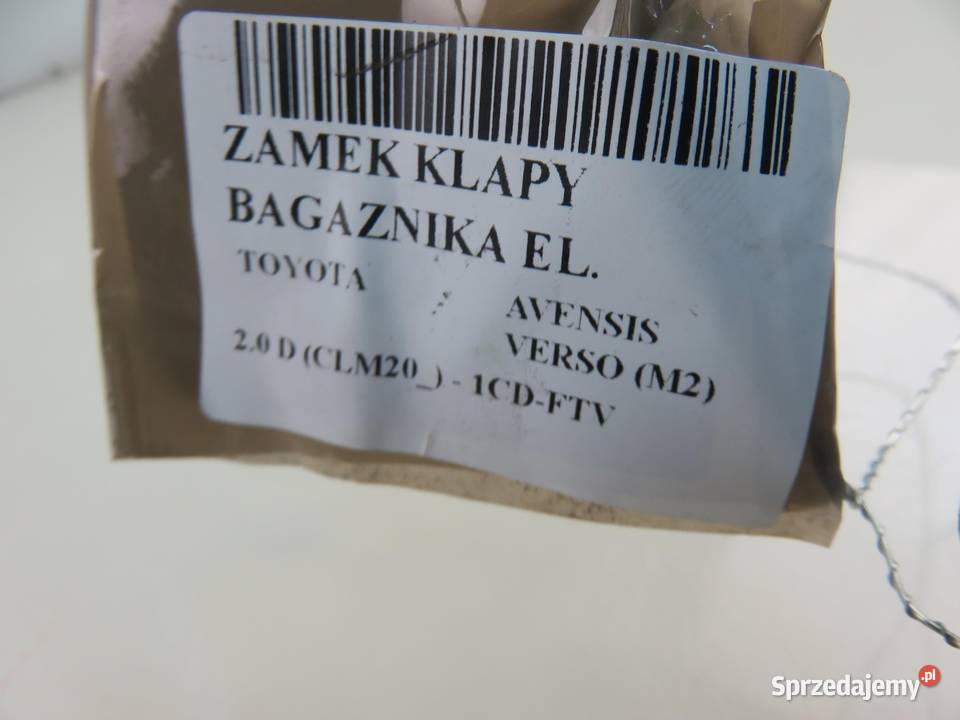 ZAMEK KLAPY
BAGAZNIKA EL.
TOYOTA
AVENSIS
VERSO (M2)
2.0 D (CLM20_) - 1CD-FTV
Sprzedajemy.pl